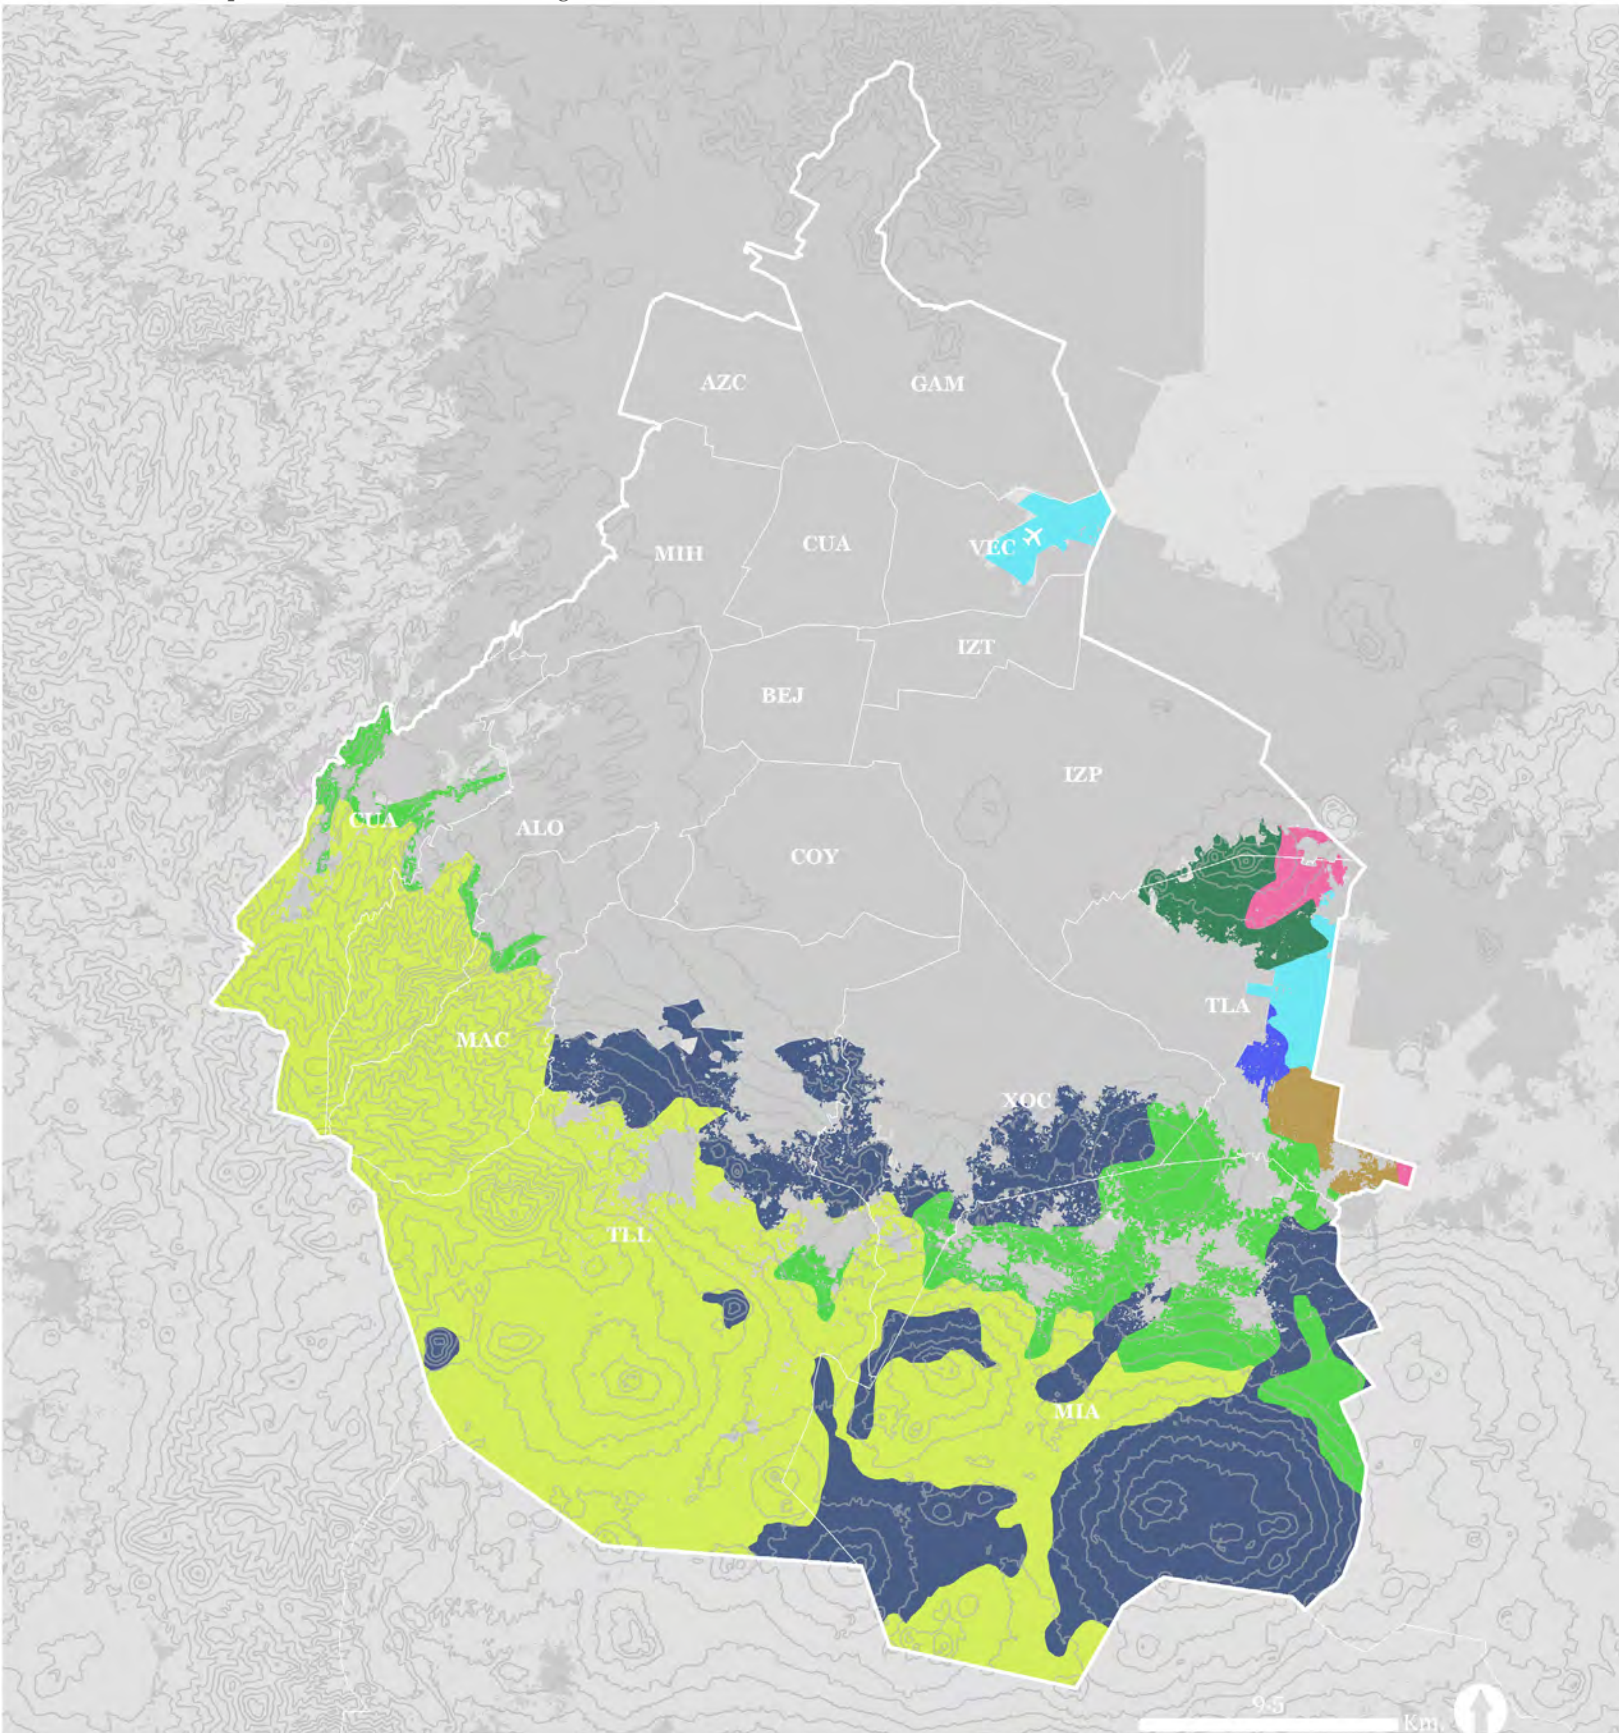 AZC
GAM
MIH
CUA
VEC
IZT
BEJ
IZP
CUA
ALO
COY
TLA
MAC
XOC
TLL
MIA
9.5
Km.